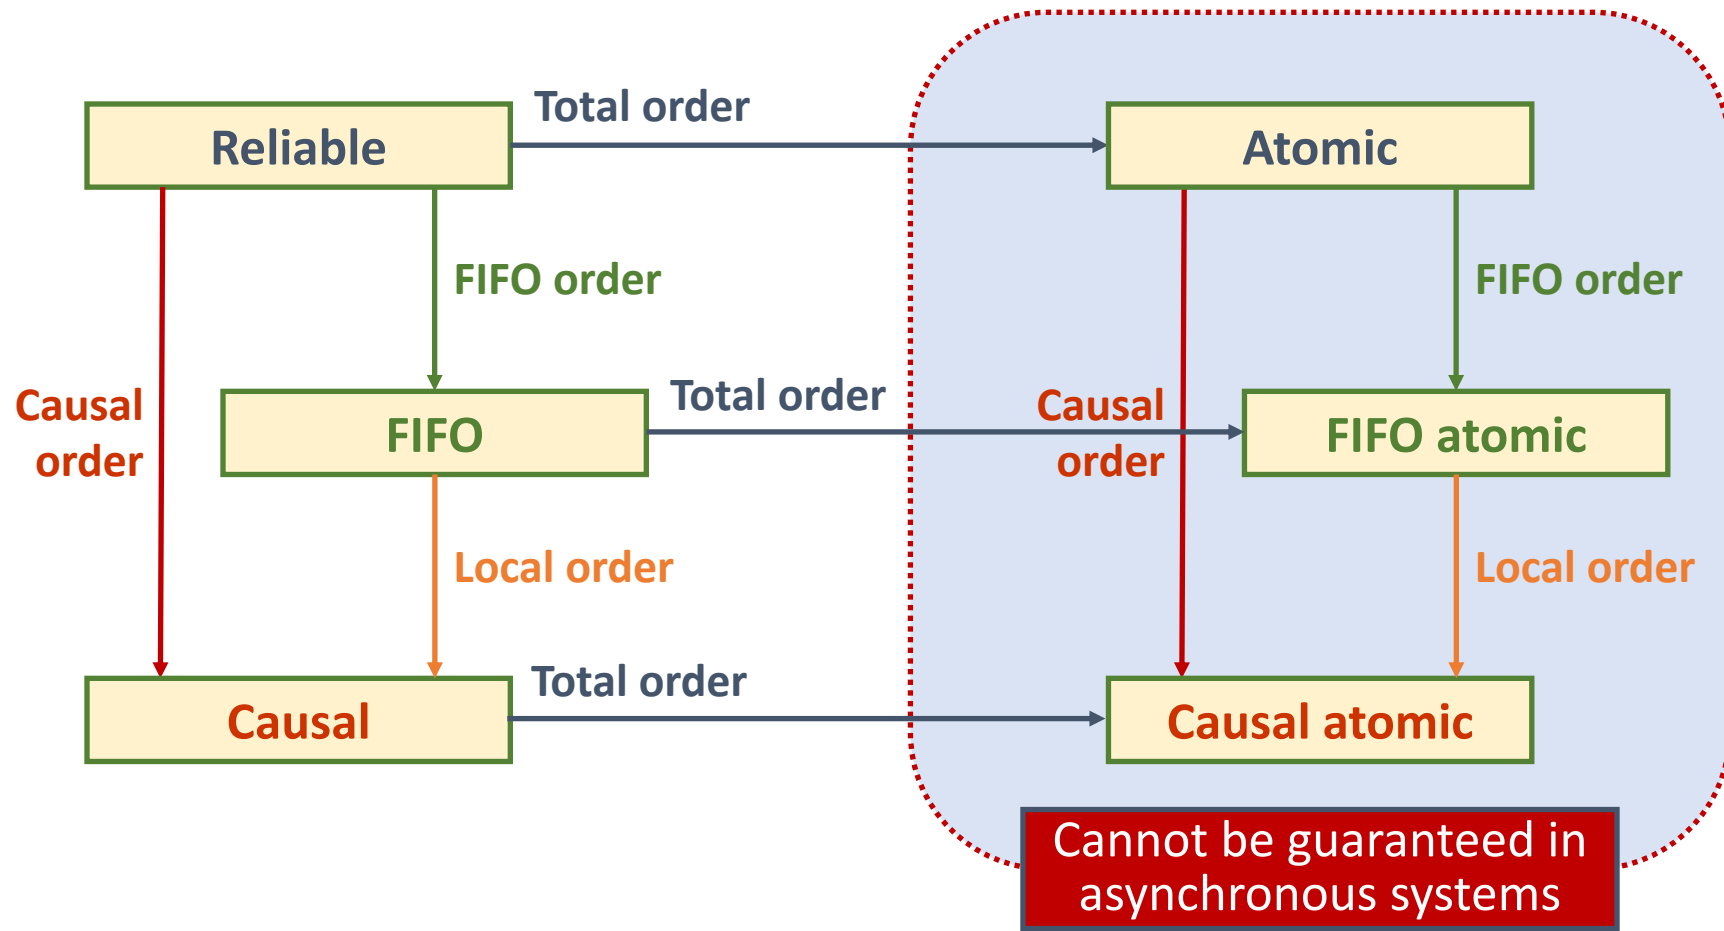 Total order
Reliable
Atomic
FIFO order
FIFO order
Causal
order
Total order
Causal
order
FIFO
FIFO atomic
Local order
Local order
Total order
Causal
Causal atomic
Cannot be guaranteed in
asynchronous systems